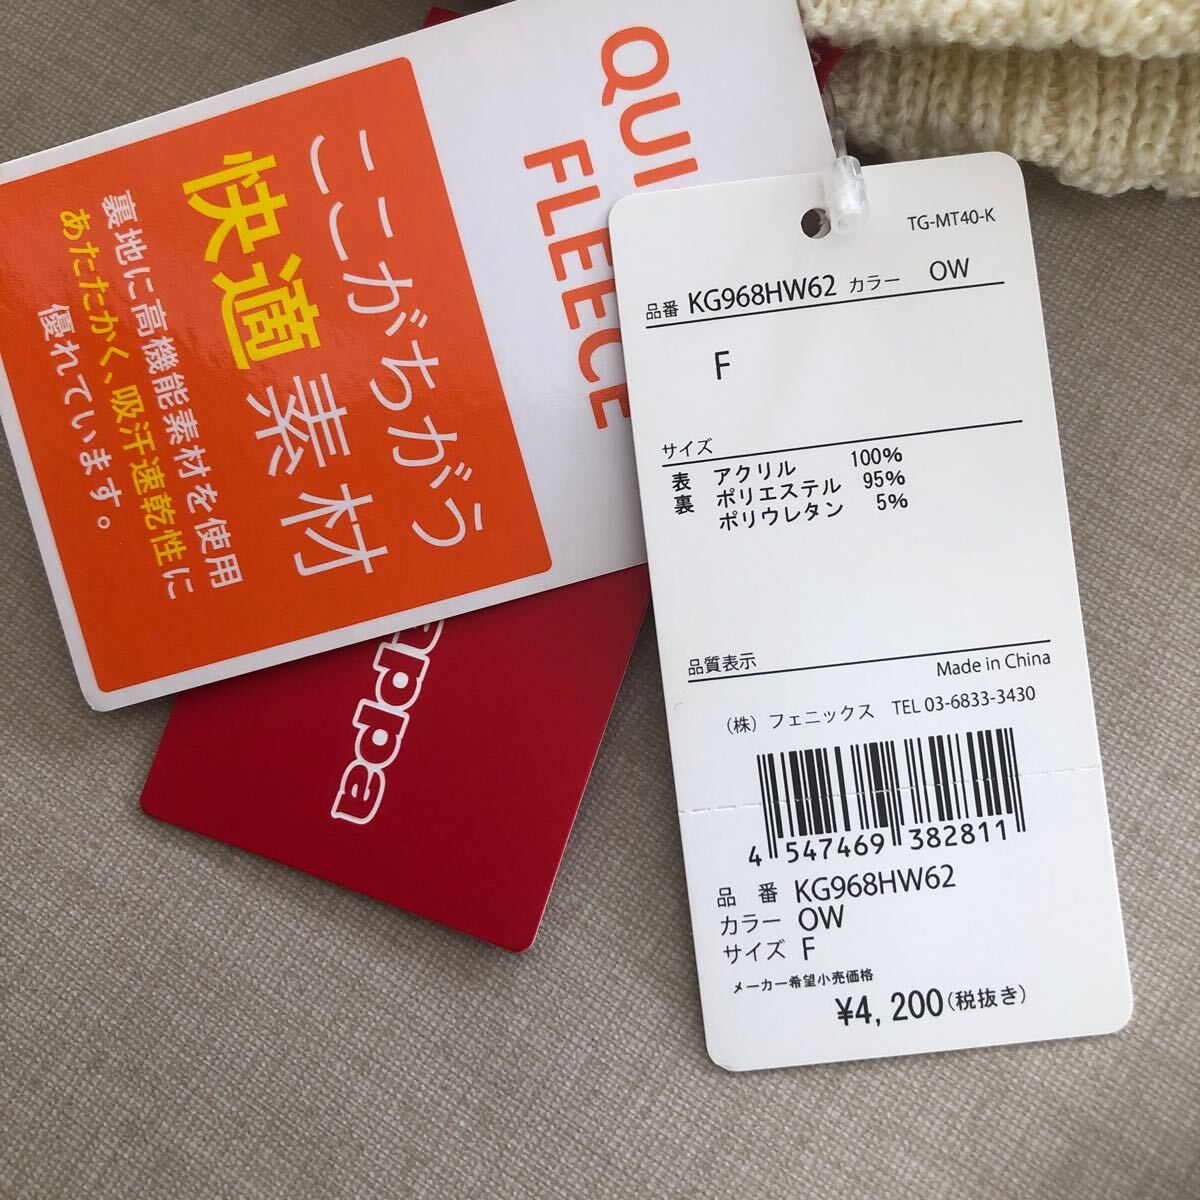 QUI
FLEECE
ここがちがう
快適素材
裏地に高機能素材を使用
あたたかく、吸汗速乾性に
優れています。
appa
TG-MT40-K
品番 KG968HW62 カラー OW
F
サイズ
表 アクリル 100%
裏 ポリエステル 95%
ポリウレタン 5%
品質表示 Made in China
（株）フェニックス TEL 03-6833-3430
4 547469 382811
品 番 KG968HW62
カラー OW
サイズ F
メーカー希望小売価格
¥4,200(税抜き)